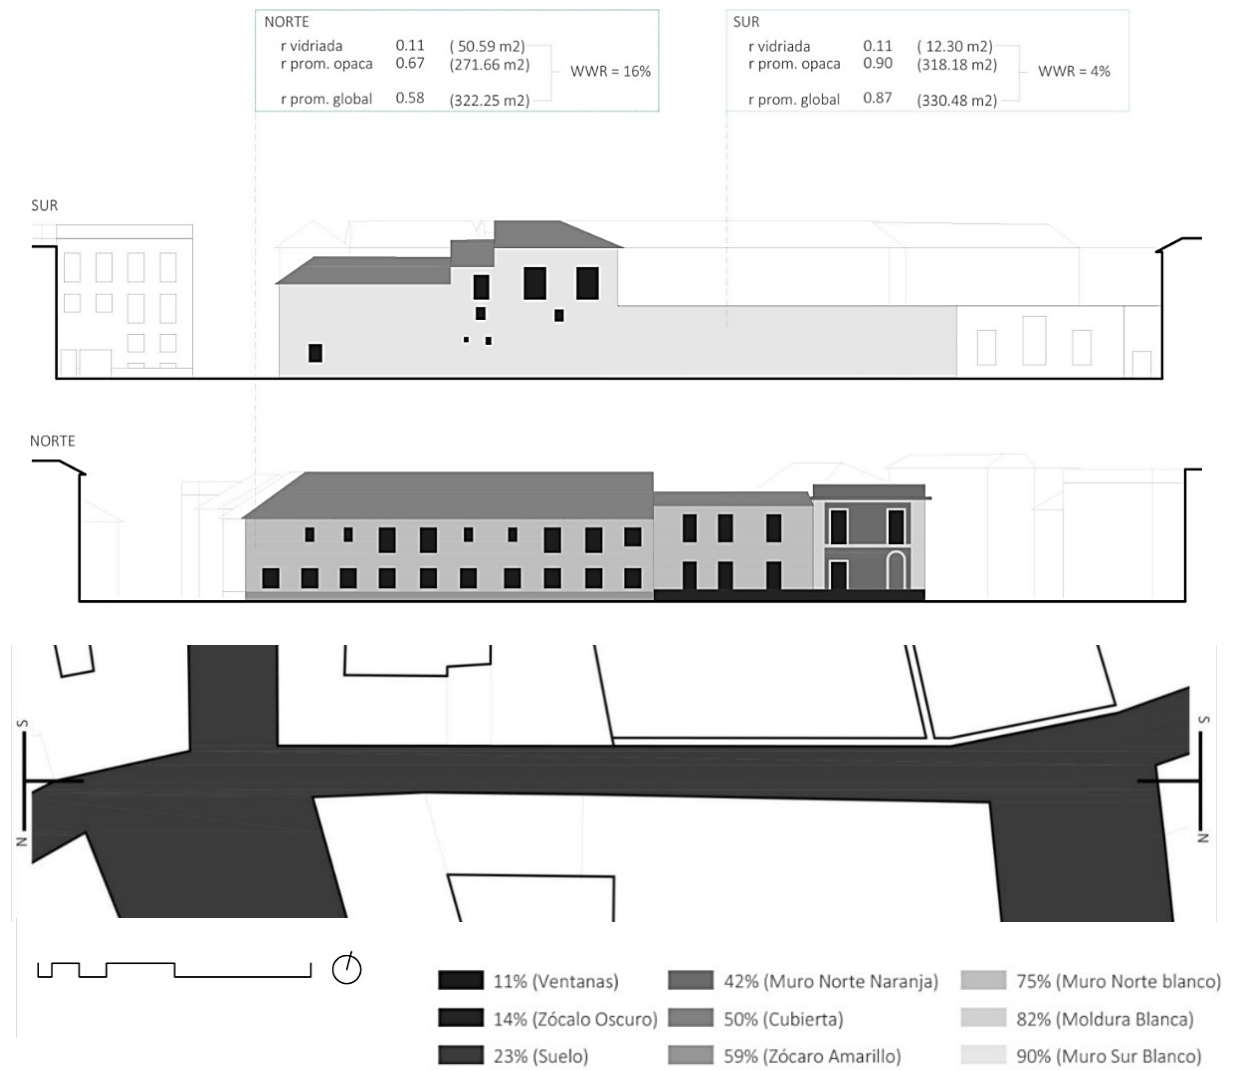 NORTE
r vidriada 0.11 ( 50.59 m2)
r prom. opaca 0.67 (271.66 m2)
WWR = 16%
r prom. global 0.58 (322.25 m2)
SUR
r vidriada 0.11 ( 12.30 m2)
r prom. opaca 0.90 (318.18 m2)
WWR = 4%
r prom. global 0.87 (330.48 m2)
SUR
NORTE
S
N
S
N
11% (Ventanas)
14% (Zócalo Oscuro)
23% (Suelo)
42% (Muro Norte Naranja)
50% (Cubierta)
59% (Zócaro Amarillo)
75% (Muro Norte blanco)
82% (Moldura Blanca)
90% (Muro Sur Blanco)